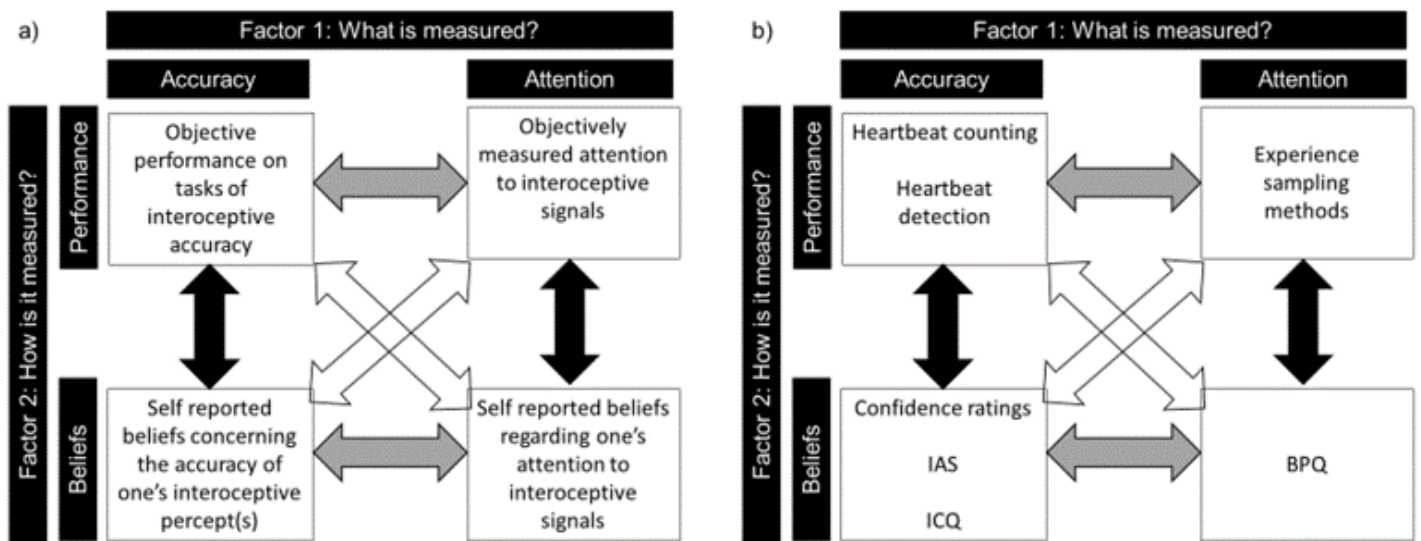 a)
Factor 1: What is measured?
Accuracy
Attention
Factor 2: How is it measured?
Performance
Objective
performance on
tasks of
interoceptive
accuracy
Objectively
measured attention
to interoceptive
signals
Beliefs
Self reported
beliefs concerning
the accuracy of
one's interoceptive
percept(s)
Self reported beliefs
regarding one's
attention to
interoceptive
signals
b)
Factor 1: What is measured?
Accuracy
Attention
Factor 2: How is it measured?
Performance
Heartbeat counting
Heartbeat
detection
Experience
sampling
methods
Beliefs
Confidence ratings
IAS
ICQ
BPQ